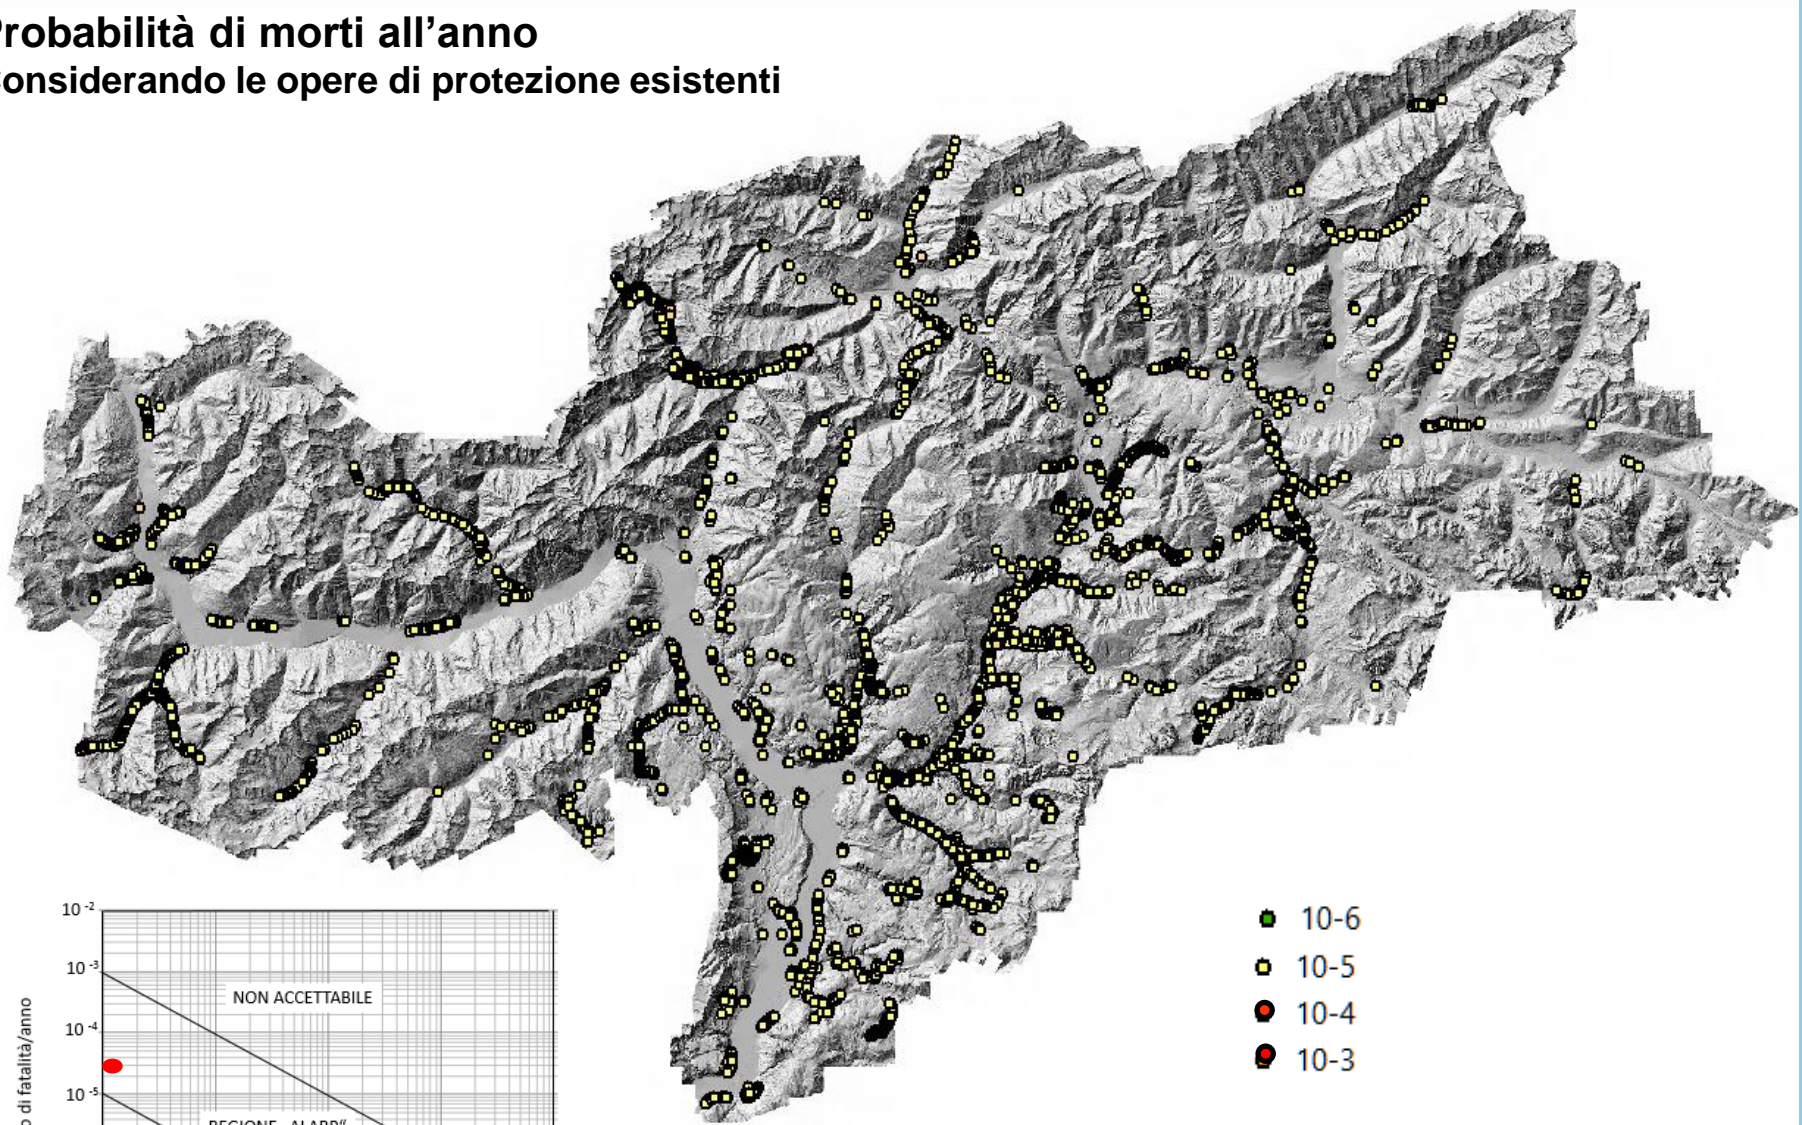 robabilità di morti all'anno
onsiderando le opere di protezione esistenti
10 -2
10 -3
NON ACCETTABILE
10 -4
10 -5
o di fatalità/anno
10-6
10-5
10-4
10-3